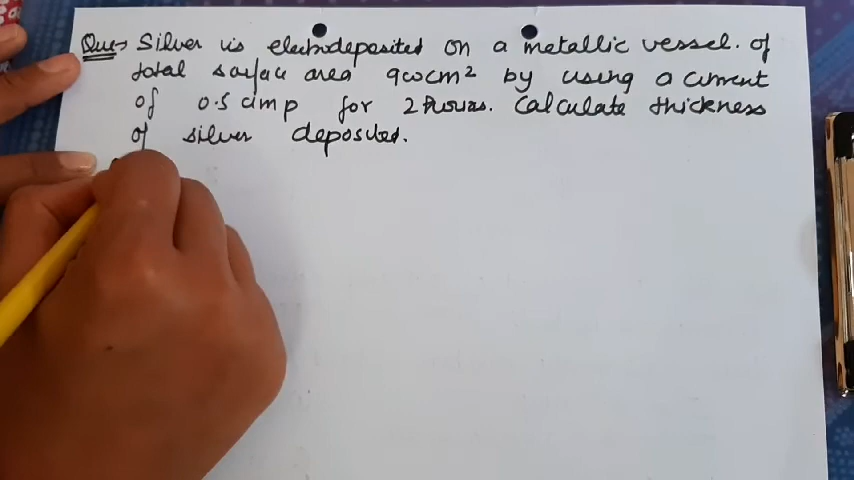 Que→ Silver is electrodeposited on a metallic vessel. of
total surface area 900cm² by using a current
of 0.5 amp for 2 hours. Calculate thickness
of silver deposited.